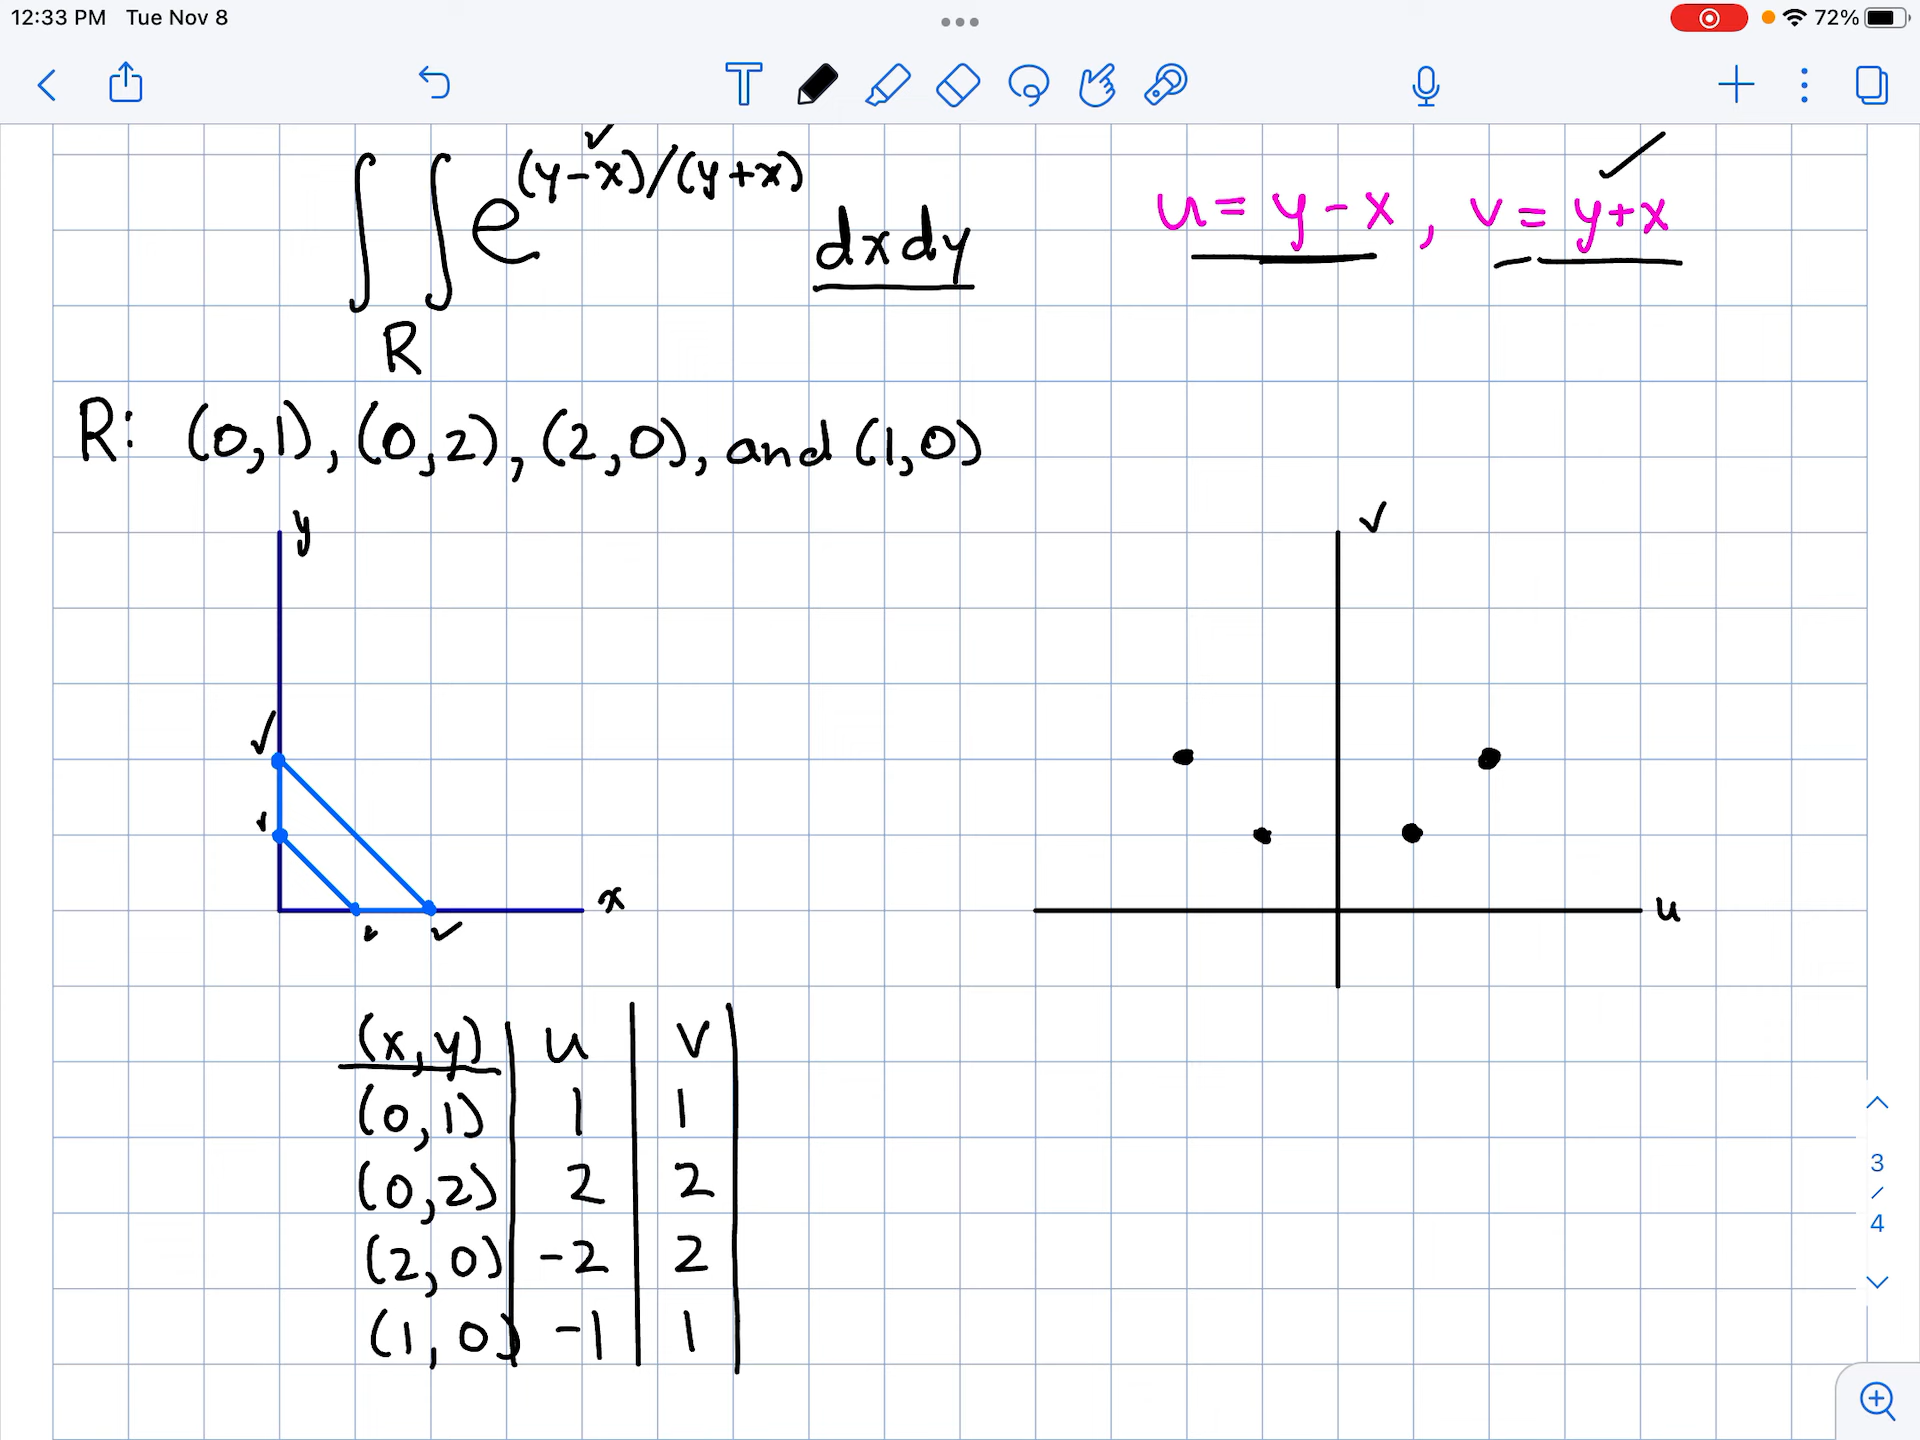 12:33 PM Tue Nov 8 72%
T
∫∫ e^(y-x)/(y+x) dxdy u = y-x, v = y+x
R
R: (0,1), (0,2), (2,0), and (1,0)
y v
x u
(x,y) u v
(0,1) 1 1
(0,2) 2 2
(2,0) -2 2
(1,0) -1 1
3
/
4